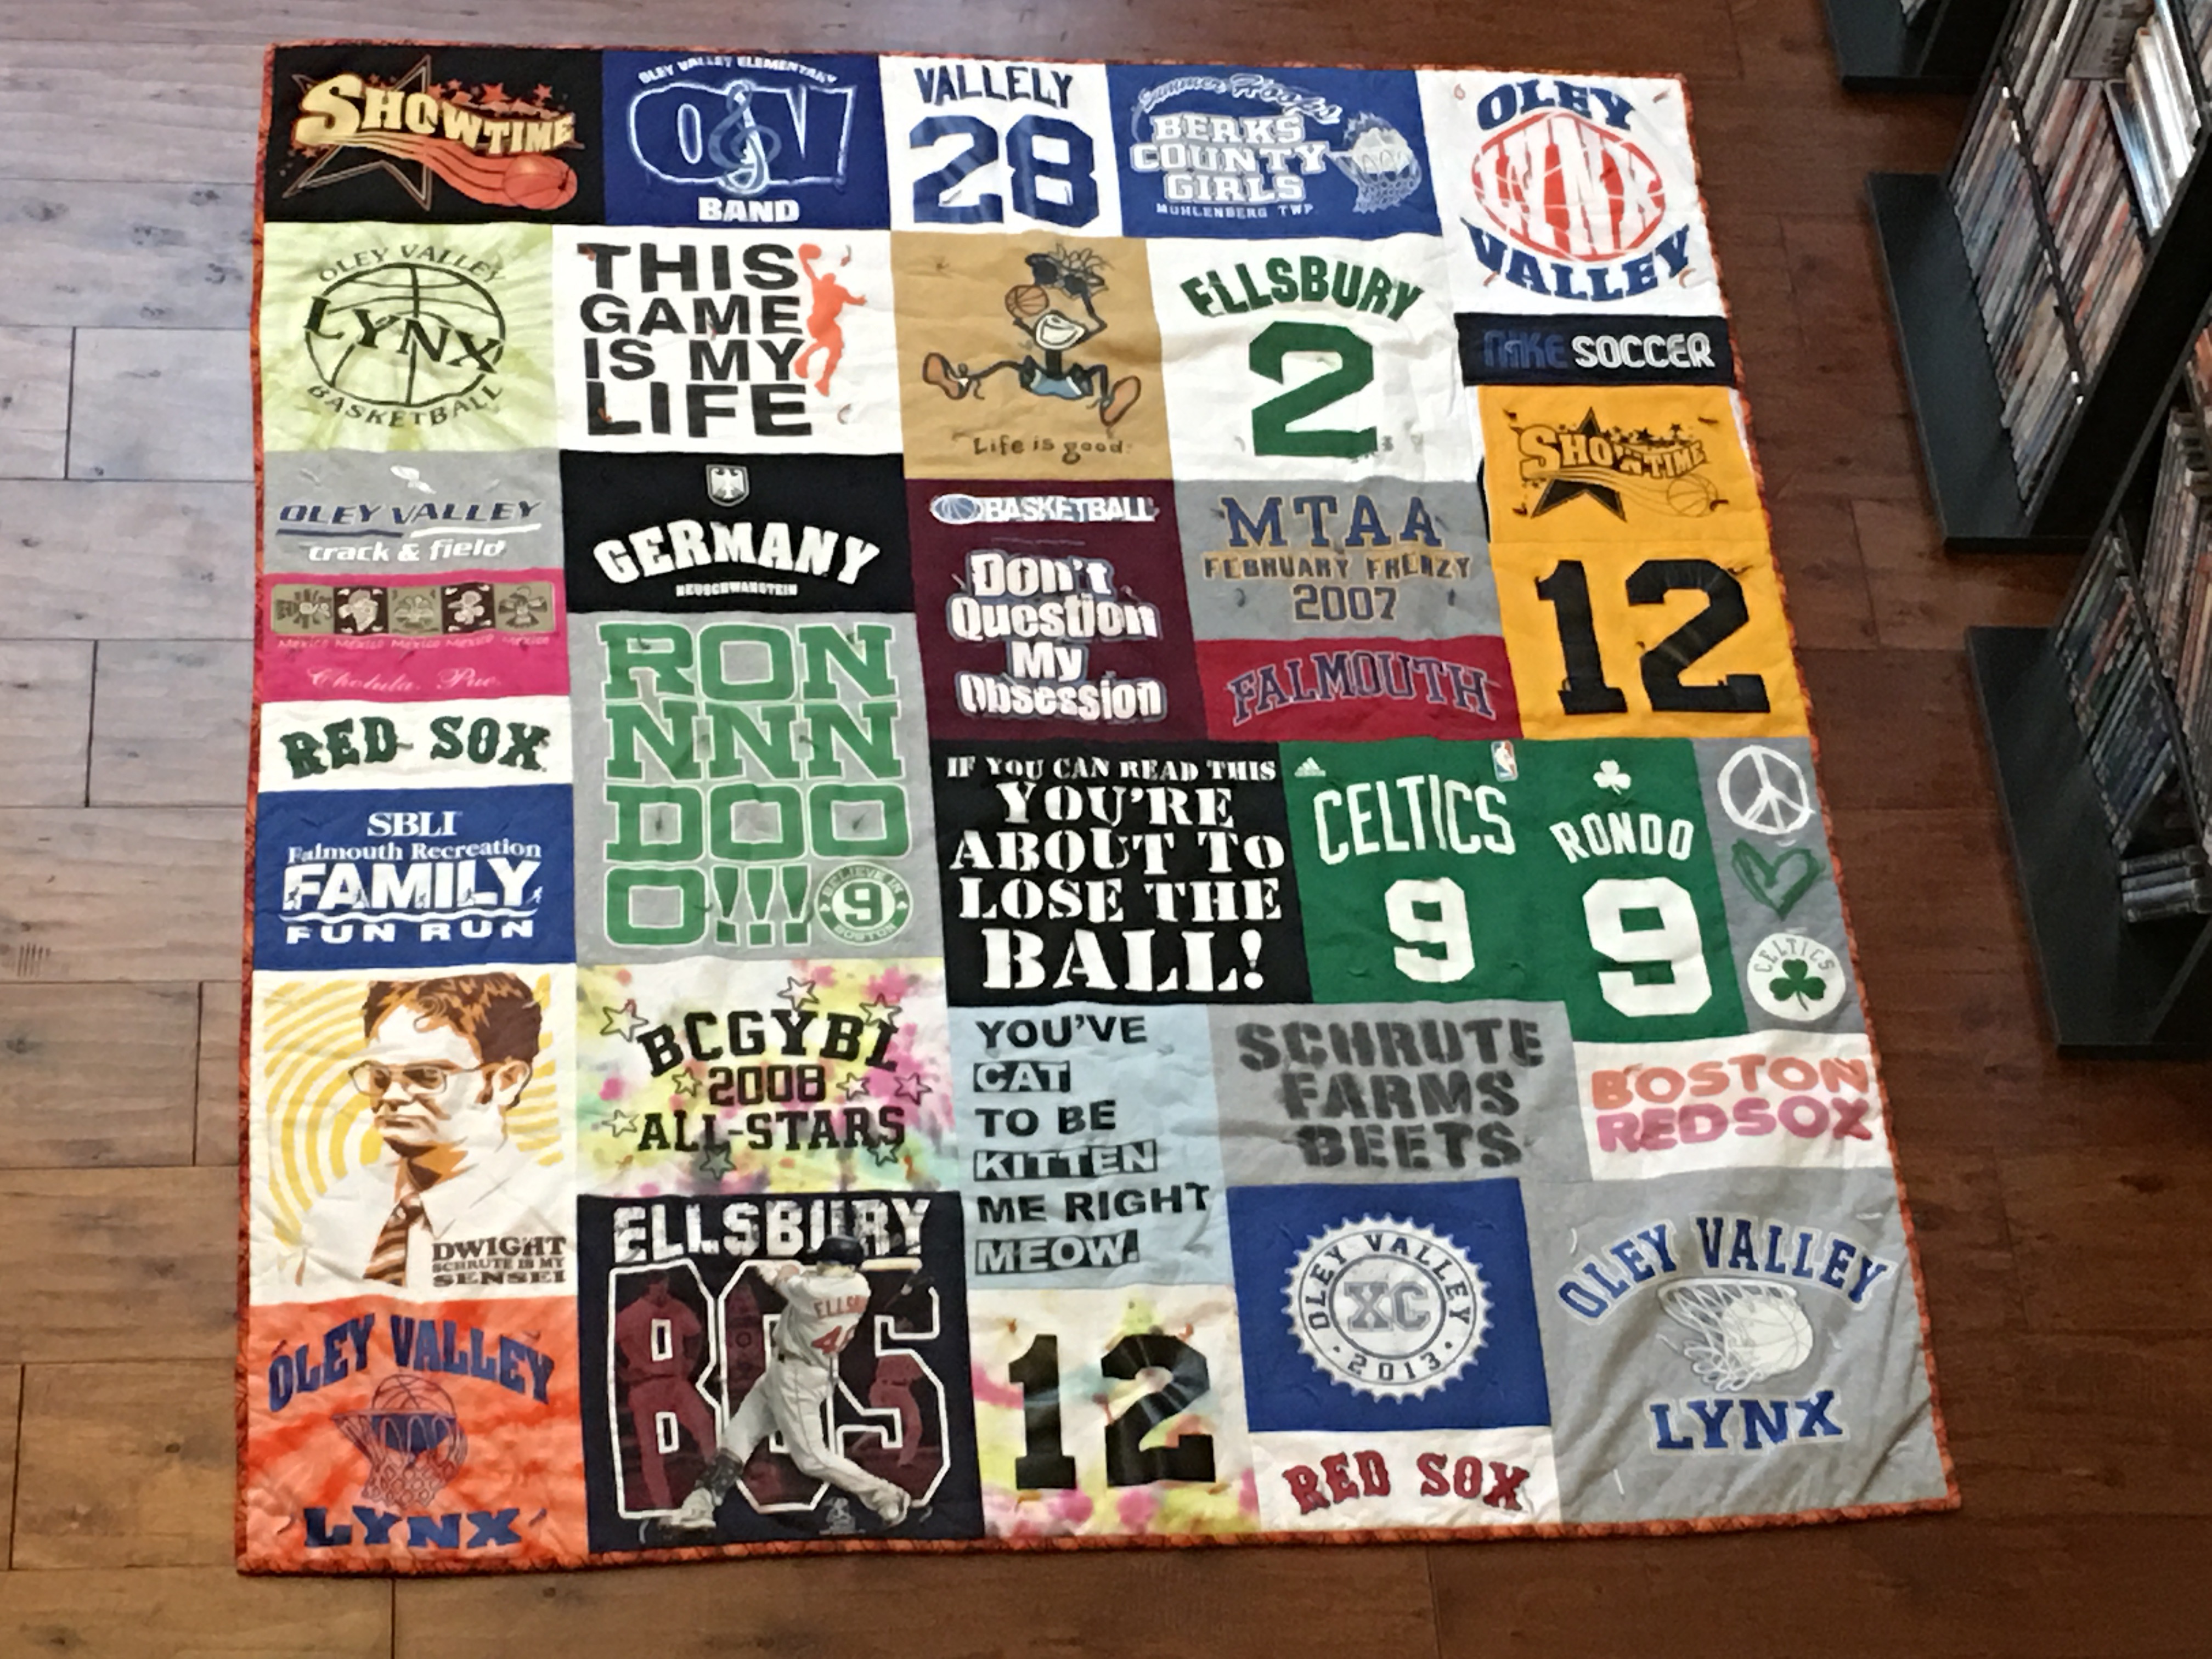 SHOWTIME
OLEY VALLEY ELEMENTARY
OV
BAND
VALLELY
28
Summer Hoops
BERKS
COUNTY
GIRLS
MUHLENBERG TWP.
OLEY
LYNX
VALLEY
OLEY VALLEY
LYNX
BASKETBALL
THIS
GAME
IS MY
LIFE
Life is good.
ELLSBURY
2
NIKE SOCCER
SHOWTIME
12
OLEY VALLEY
track & field
Mexico Mexico Mexico Mexico Mexico
Cholula, Pue.
RED SOX
SBLI
Falmouth Recreation
FAMILY
FUN RUN
GERMANY
NEUSCHWANSTEIN
RON
NNN
DOO
O!!!
BELIEVE IN
9
BOSTON
BASKETBALL
Don't
Question
My
Obsession
MTAA
FEBRUARY FRENZY
2007
FALMOUTH
IF YOU CAN READ THIS
YOU'RE
ABOUT TO
LOSE THE
BALL!
CELTICS
9
RONDO
9
CELTICS
DWIGHT
SCHRUTE IS MY
SENSEI
BCGYBL
2008
ALL-STARS
YOU'VE
CAT
TO BE
KITTEN
ME RIGHT
MEOW.
SCHRUTE
FARMS
BEETS
BOSTON
REDSOX
OLEY VALLEY
LYNX
ELLSBURY
BOS
12
OLEY VALLEY
XC
2013
RED SOX
OLEY VALLEY
LYNX